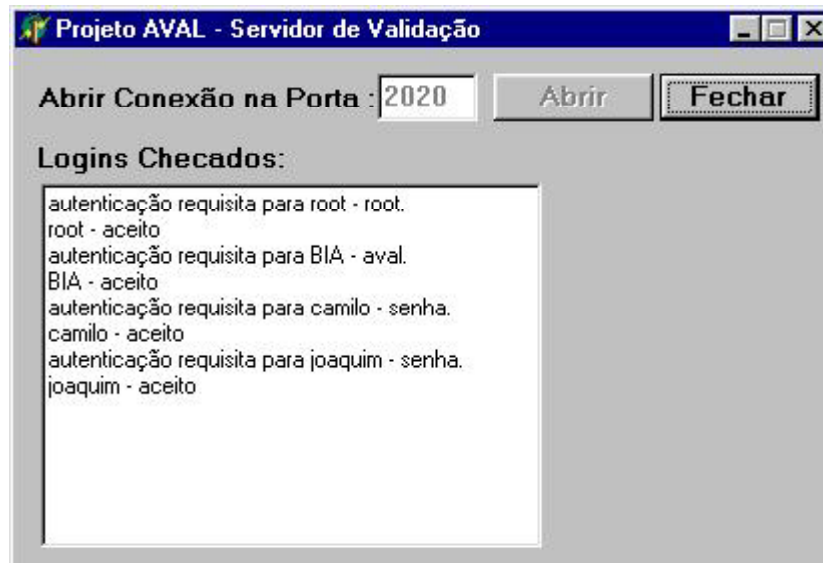 Projeto AVAL - Servidor de Validação
Abrir Conexão na Porta : 2020 Abrir Fechar
Logins Checados:
autenticação requisita para root - root.
root - aceito
autenticação requisita para BIA - aval.
BIA - aceito
autenticação requisita para camilo - senha.
camilo - aceito
autenticação requisita para joaquim - senha.
joaquim - aceito